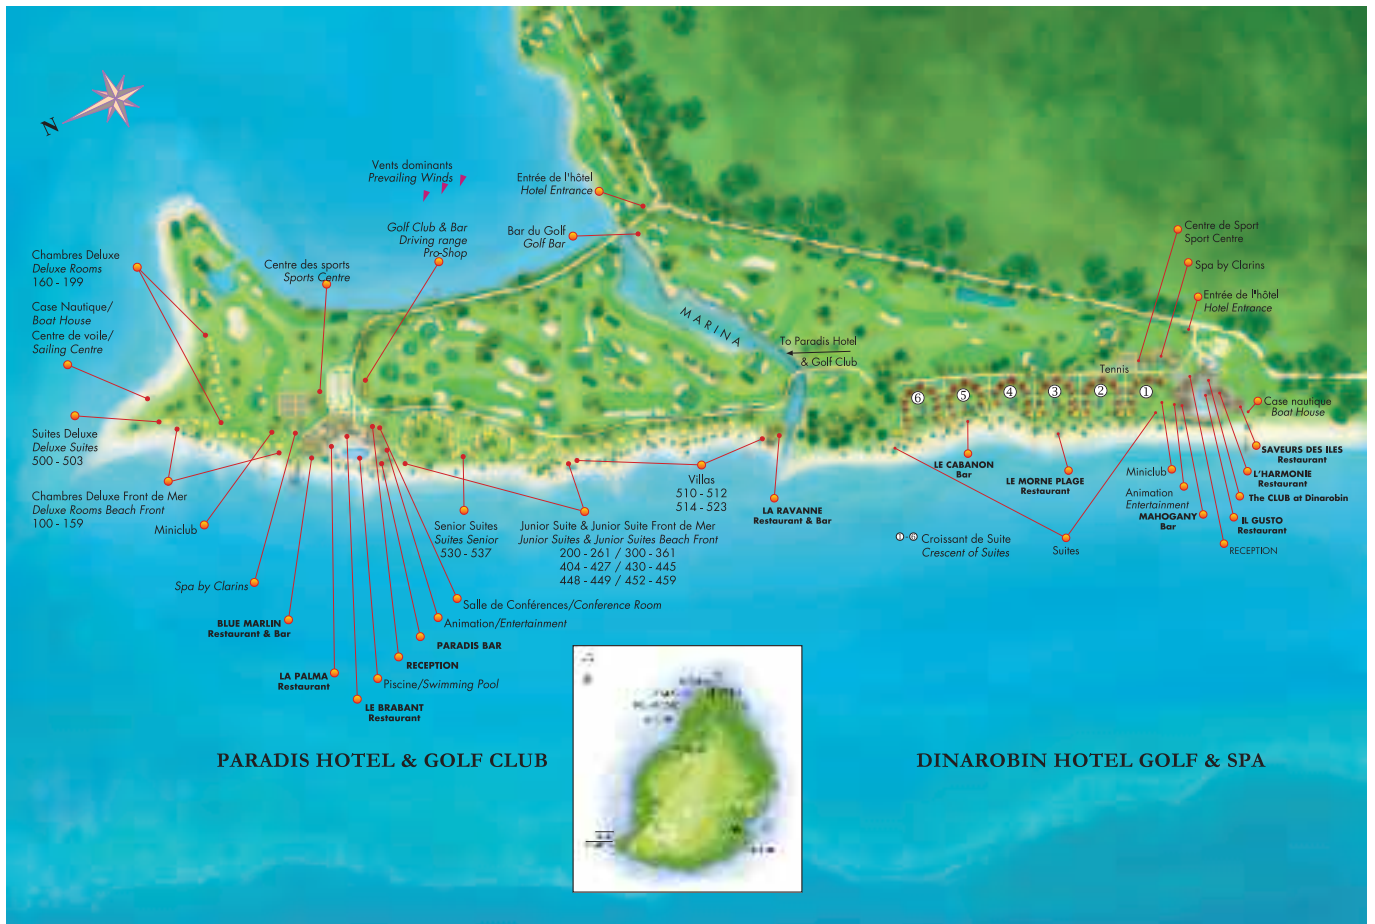 N
Vents dominants
Prevailing Winds
Entrée de l'hôtel
Hotel Entrance
Golf Club & Bar
Driving range
Pro-Shop
Bar du Golf
Golf Bar
Centre de Sport
Sport Centre
Spa by Clarins
Entrée de l'hôtel
Hotel Entrance
Chambres Deluxe
Deluxe Rooms
160 - 199
Centre des sports
Sports Centre
Case Nautique/
Boat House
Centre de voile/
Sailing Centre
MARINA
To Paradis Hotel
& Golf Club
Tennis
6
5
4
3
2
1
Case nautique
Boat House
Suites Deluxe
Deluxe Suites
500 - 503
Chambres Deluxe Front de Mer
Deluxe Rooms Beach Front
100 - 159
Miniclub
Spa by Clarins
BLUE MARLIN
Restaurant & Bar
LA PALMA
Restaurant
LE BRABANT
Restaurant
Piscine/Swimming Pool
RECEPTION
PARADIS BAR
Animation/Entertainment
Salle de Conférences/Conference Room
Senior Suites
Suites Senior
530 - 537
Junior Suite & Junior Suite Front de Mer
Junior Suites & Junior Suites Beach Front
200 - 261 / 300 - 361
404 - 427 / 430 - 445
448 - 449 / 452 - 459
Villas
510 - 512
514 - 523
LA RAVANNE
Restaurant & Bar
LE CABANON
Bar
LE MORNE PLAGE
Restaurant
1 - 6 Croissant de Suite
Crescent of Suites
Suites
Miniclub
Animation
Entertainment
MAHOGANY
Bar
SAVEURS DES ILES
Restaurant
L'HARMONIE
Restaurant
The CLUB at Dinarobin
IL GUSTO
Restaurant
RECEPTION
PARADIS HOTEL & GOLF CLUB
DINAROBIN HOTEL GOLF & SPA